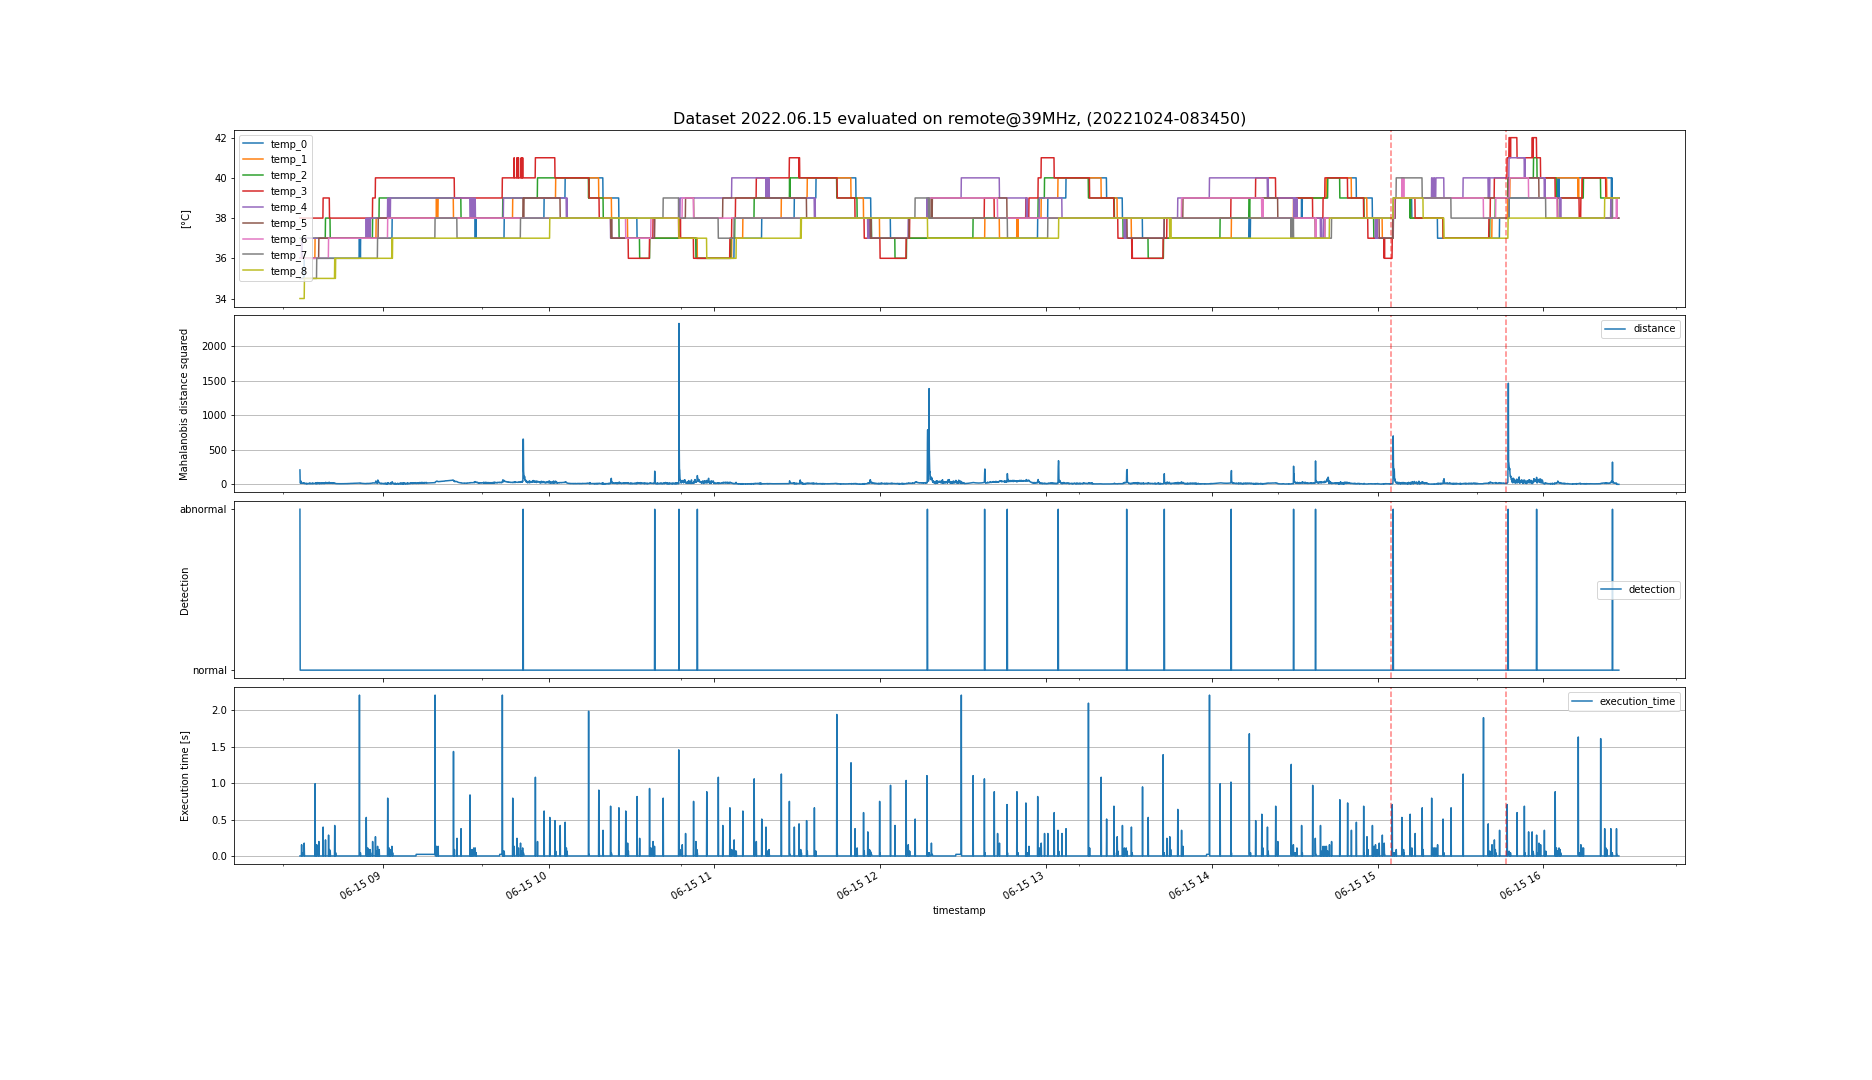 Dataset 2022.06.15 evaluated on remote@39MHz, (20221024-083450)
42
40
38
36
34
[°C]
temp_0
temp_1
temp_2
temp_3
temp_4
temp_5
temp_6
temp_7
temp_8
Mahalanobis distance squared
2000
1500
1000
500
0
distance
Detection
abnormal
normal
detection
Execution time [s]
2.0
1.5
1.0
0.5
0.0
execution_time
06-15 09
06-15 10
06-15 11
06-15 12
06-15 13
06-15 14
06-15 15
06-15 16
timestamp